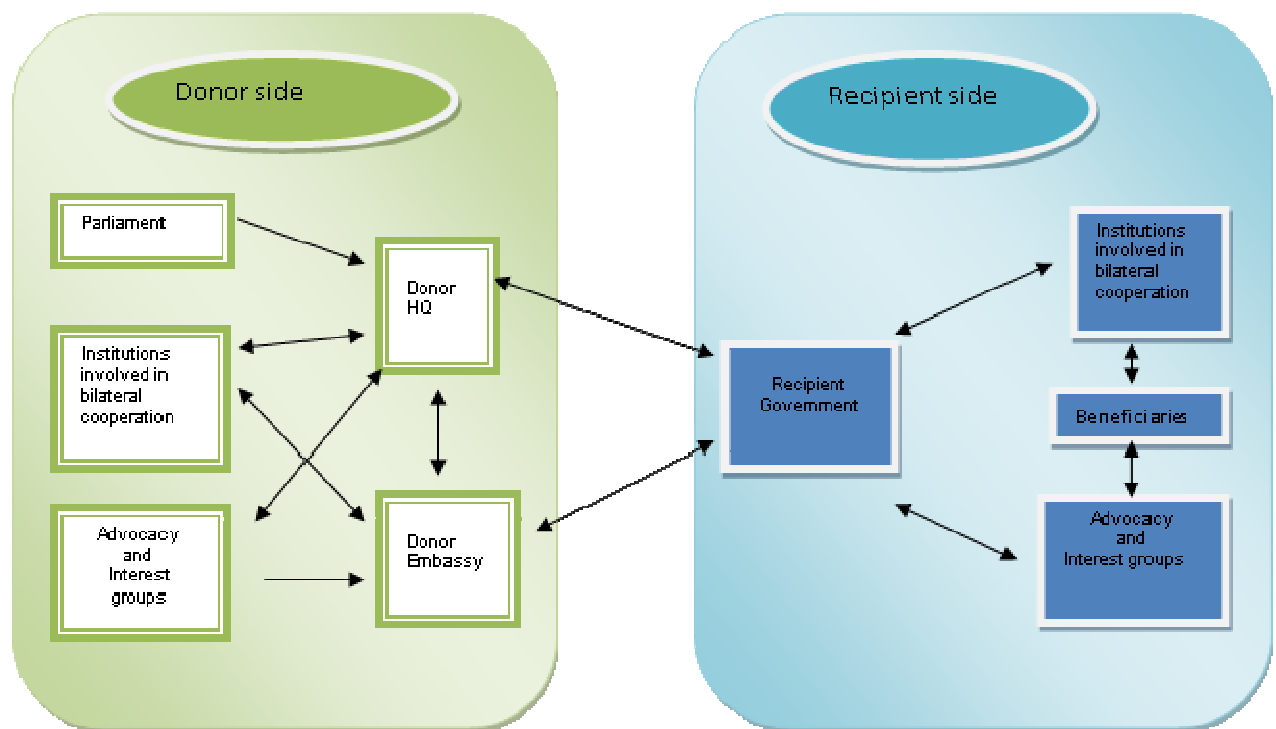 Donor side
Parliament
Donor
HQ
Institutions
involved in
bilateral
cooperation
Advocacy
and
Interest
groups
Donor
Embassy
Recipient side
Recipient
Government
Institutions
involved in
bilateral
cooperation
Beneficiaries
Advocacy
and
Interest groups